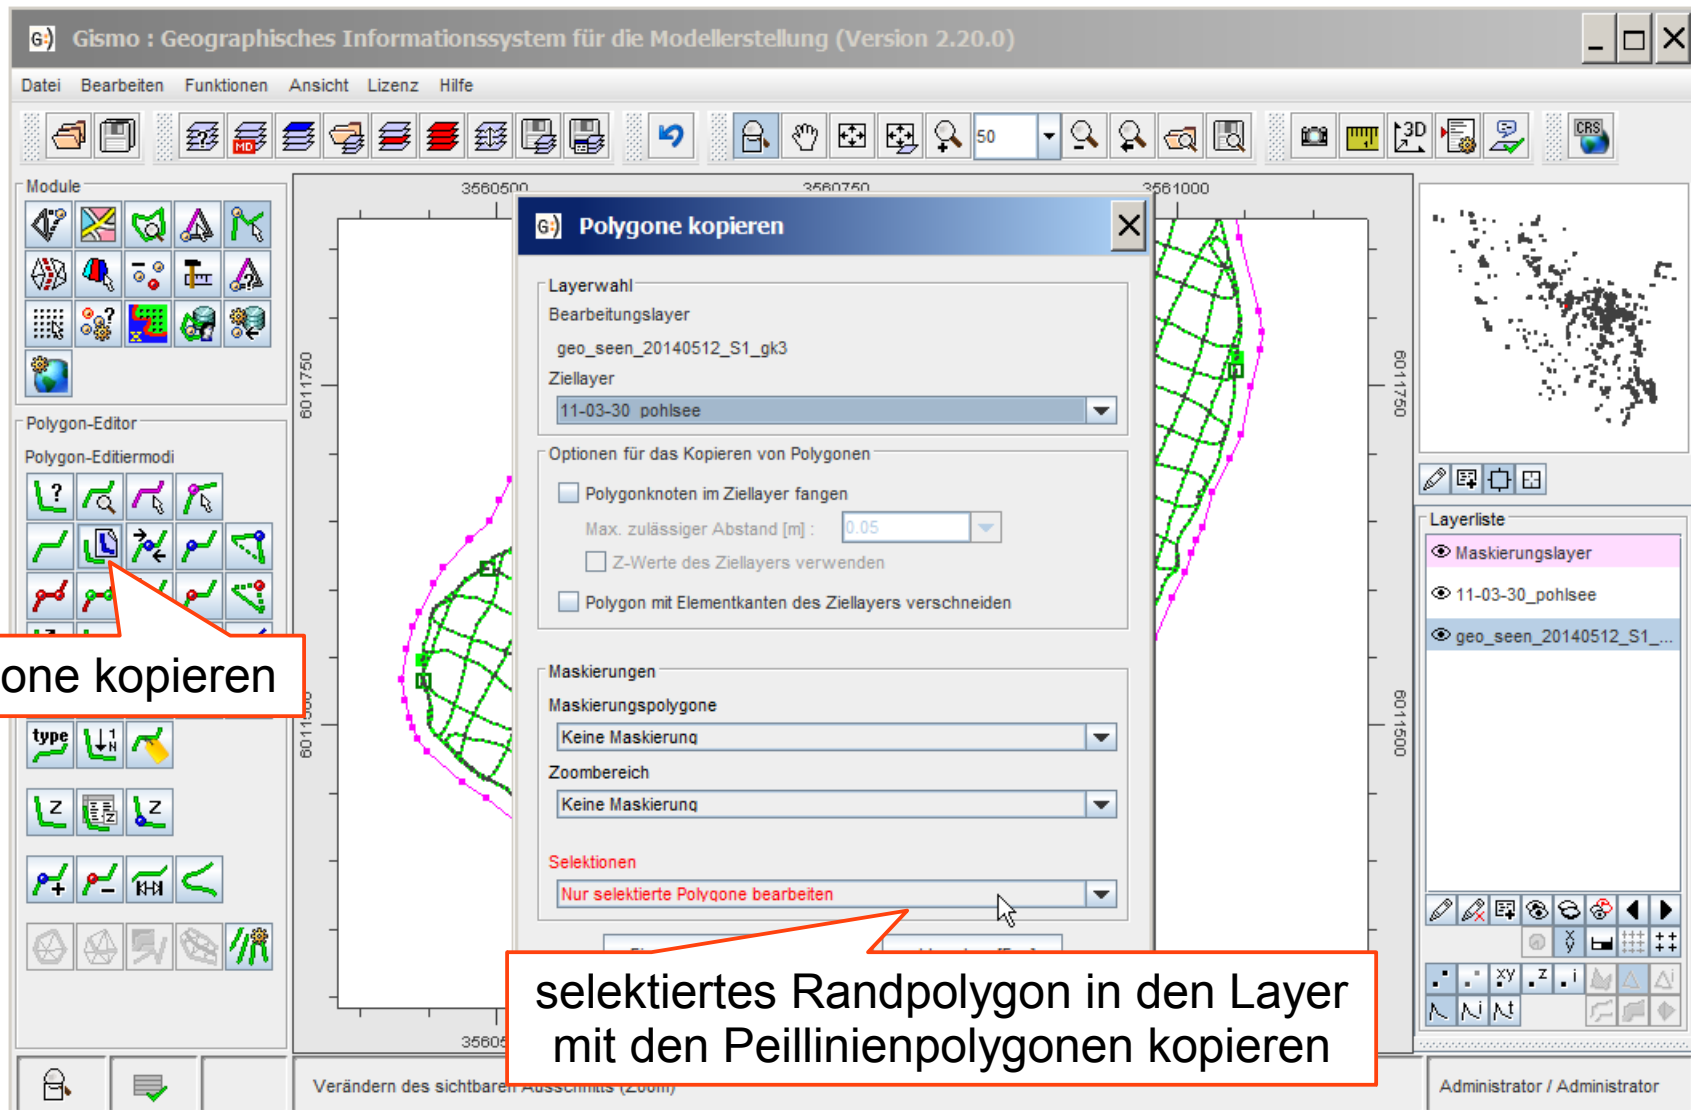 Gismo : Geographisches Informationssystem für die Modellerstellung (Version 2.20.0)
Datei Bearbeiten Funktionen Ansicht Lizenz Hilfe
MD
50
3D
CRS
Module
3560500 3560750 3561000
Polygone kopieren
Layerwahl
Bearbeitungslayer
geo_seen_20140512_S1_gk3
Ziellayer
11-03-30_pohlsee
6011750
6011750
Polygon-Editor
Polygon-Editiermodi
Optionen für das Kopieren von Polygonen
Polygonknoten im Ziellayer fangen
Max. zulässiger Abstand [m] : 0.05
Z-Werte des Ziellayers verwenden
Polygon mit Elementkanten des Ziellayers verschneiden
Layerliste
Maskierungslayer
11-03-30_pohlsee
geo_seen_20140512_S1_...
one kopieren
Maskierungen
Maskierungspolygone
Keine Maskierung
Zoombereich
Keine Maskierung
6011500
type
Selektionen
Nur selektierte Polygone bearbeiten
selektiertes Randpolygon in den Layer
mit den Peillinienpolygonen kopieren
Verändern des sichtbaren Ausschnitts (Zoom)
Administrator / Administrator